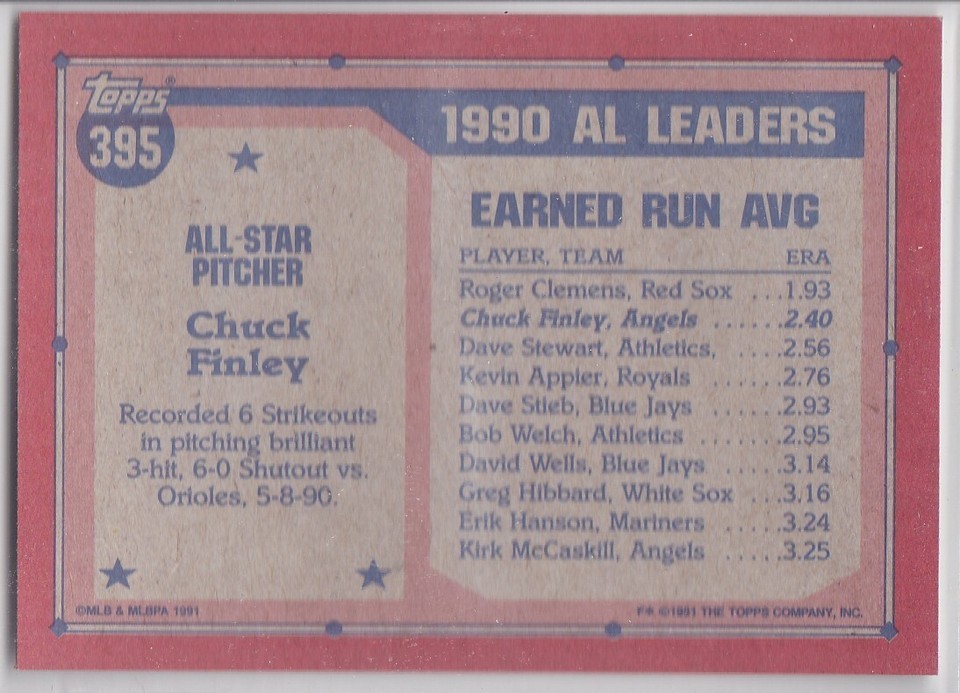 Topps®
395
ALL-STAR
PITCHER
Chuck
Finley
Recorded 6 Strikeouts
in pitching brilliant
3-hit, 6-0 Shutout vs.
Orioles, 5-8-90.
©MLB & MLBPA 1991
1990 AL LEADERS
EARNED RUN AVG
PLAYER, TEAM ERA
Roger Clemens, Red Sox ...1.93
Chuck Finley, Angels ......2.40
Dave Stewart, Athletics, ....2.56
Kevin Appier, Royals ......2.76
Dave Stieb, Blue Jays ......2.93
Bob Welch, Athletics .......2.95
David Wells, Blue Jays .....3.14
Greg Hibbard, White Sox ...3.16
Erik Hanson, Mariners .....3.24
Kirk McCaskill, Angels .....3.25
F* ©1991 THE TOPPS COMPANY, INC.